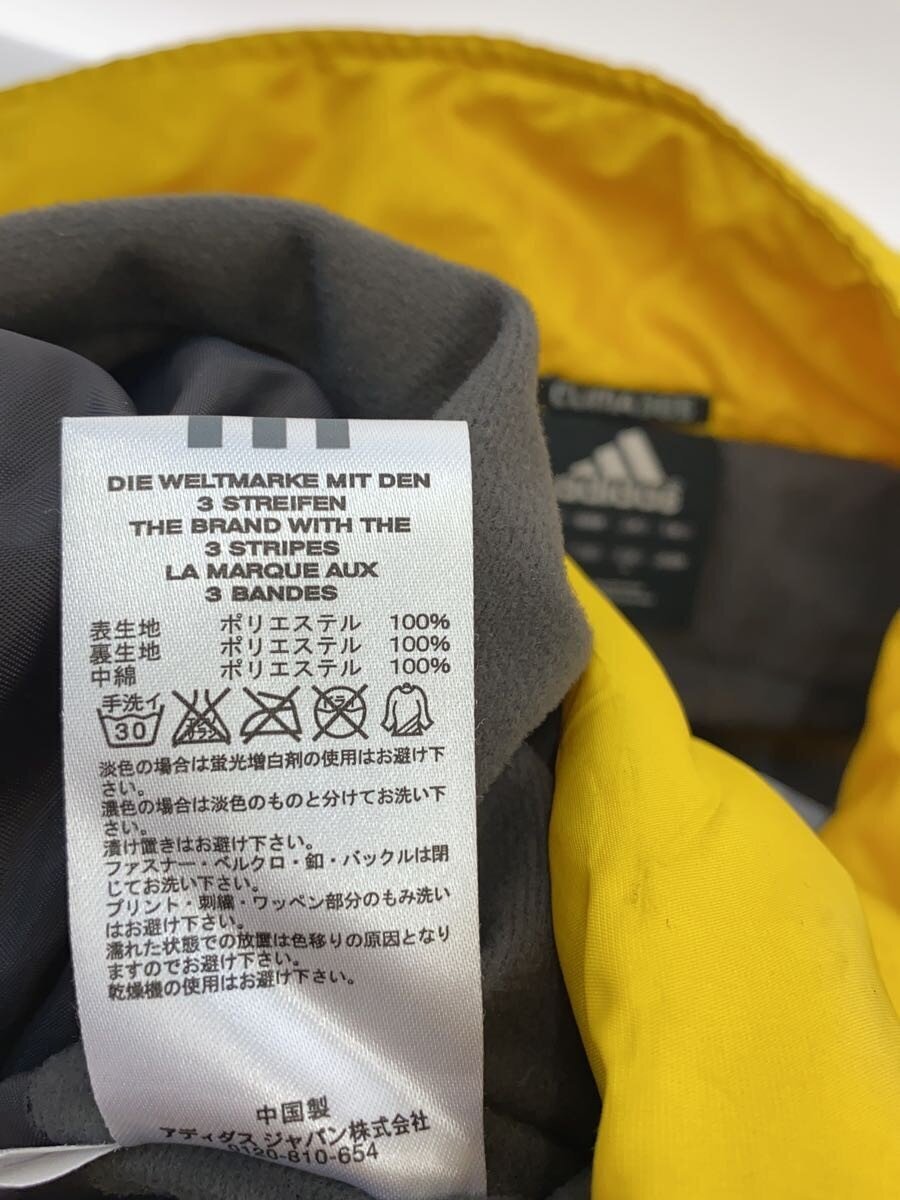 DIE WELTMARKE MIT DEN
3 STREIFEN
THE BRAND WITH THE
3 STRIPES
LA MARQUE AUX
3 BANDES
表生地 ポリエステル 100%
裏生地 ポリエステル 100%
中綿 ポリエステル 100%
手洗イ
30
淡色の場合は蛍光増白剤の使用はお避け下
さい。
濃色の場合は淡色のものと分けてお洗い下
さい。
漬け置きはお避け下さい。
ファスナー・ベルクロ・釦・バックルは閉
じてお洗い下さい。
プリント・刺繍・ワッペン部分のもみ洗い
はお避け下さい。
濡れた状態での放置は色移りの原因となり
ますのでお避け下さい。
乾燥機の使用はお避け下さい。
中国製
アディダス ジャパン株式会社
0120-810-654
adidas